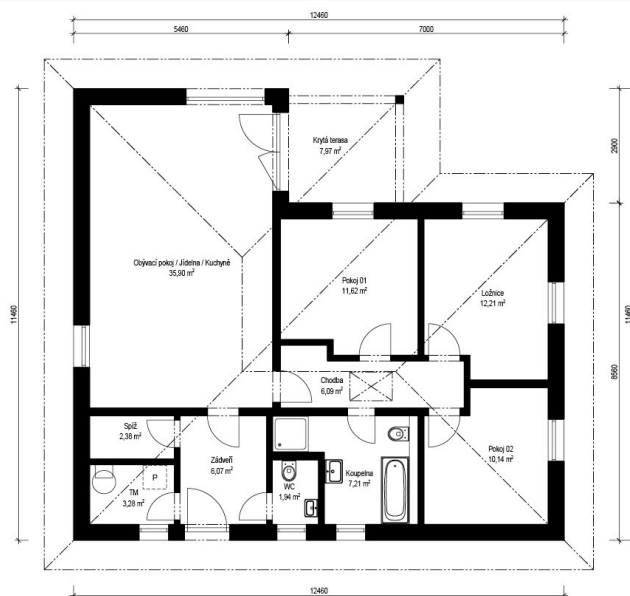 12460
5460
7000
Krytá terasa
7,97 m²
2900
Obývací pokoj / Jídelna / Kuchyně
35,90 m²
Pokoj 01
11,62 m²
Ložnice
12,21 m²
11460
11460
8560
Chodba
6,09 m²
Spíž
2,38 m²
Zádveří
6,07 m²
Pokoj 02
10,14 m²
Koupelna
7,21 m²
P
WC
1,94 m²
TM
3,28 m²
12460